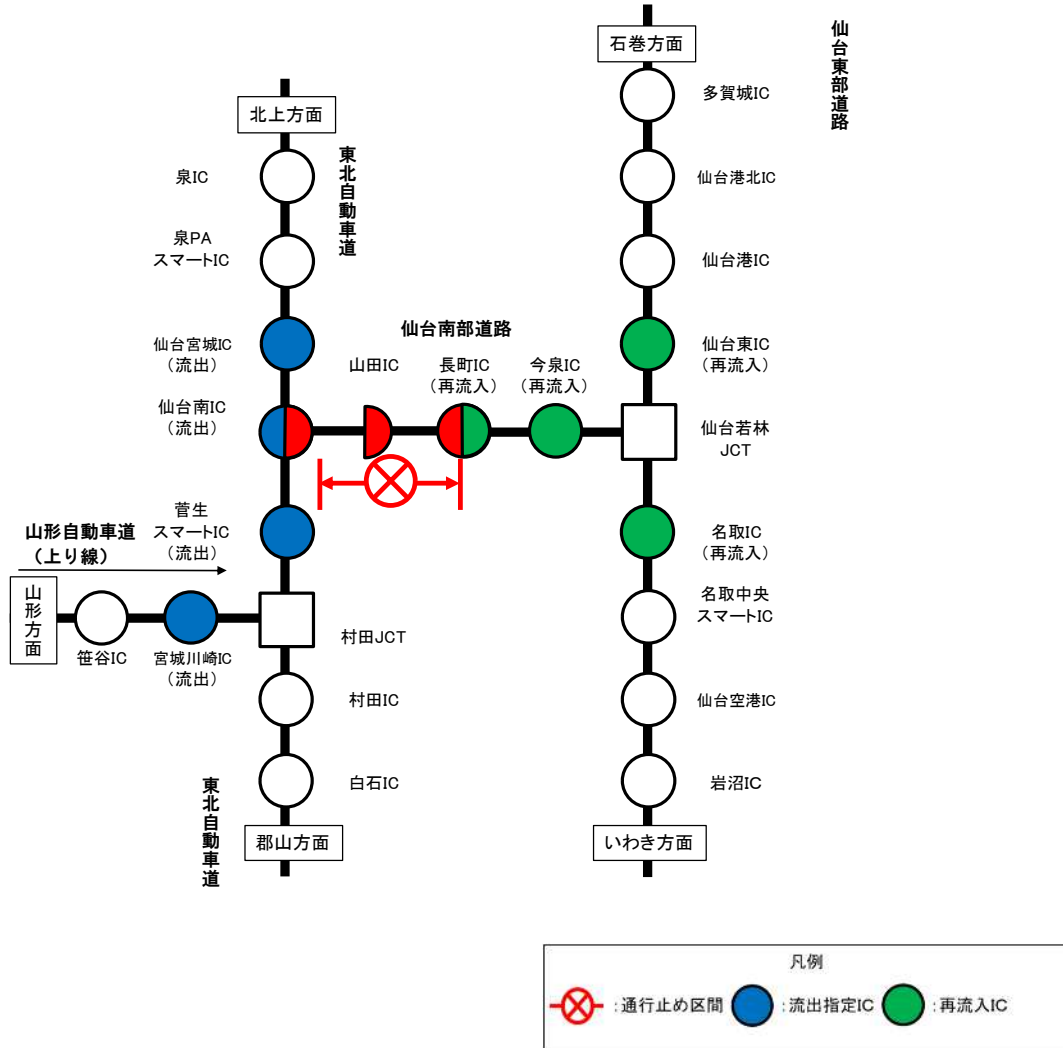 石巻方面
仙台東部道路
多賀城IC
北上方面
東北自動車道
泉IC
仙台港北IC
泉PA
スマートIC
仙台港IC
仙台南部道路
仙台宮城IC
(流出)
山田IC
長町IC
(再流入)
今泉IC
(再流入)
仙台東IC
(再流入)
仙台南IC
(流出)
仙台若林
JCT
菅生
スマートIC
(流出)
名取IC
(再流入)
山形自動車道
(上り線)
山形方面
笹谷IC
宮城川崎IC
(流出)
村田JCT
名取中央
スマートIC
村田IC
仙台空港IC
白石IC
岩沼IC
東北自動車道
郡山方面
いわき方面
凡例
:通行止め区間
:流出指定IC
:再流入IC